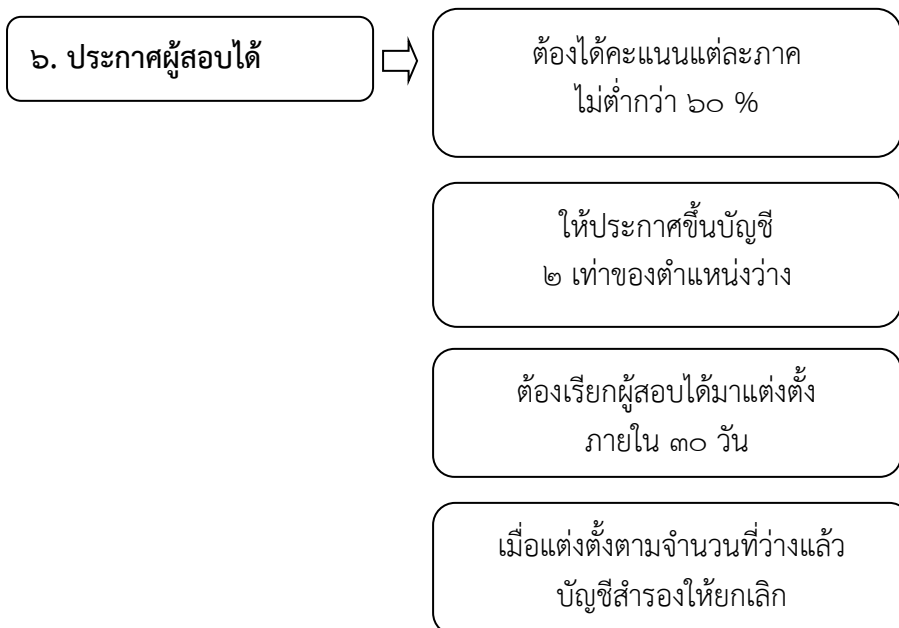 ๖. ประกาศผู้สอบได้
ต้องได้คะแนนแต่ละภาค
ไม่ต่ำกว่า ๖๐ %
ให้ประกาศขึ้นบัญชี
๒ เท่าของตำแหน่งว่าง
ต้องเรียกผู้สอบได้มาแต่งตั้ง
ภายใน ๓๐ วัน
เมื่อแต่งตั้งตามจำนวนที่ว่างแล้ว
บัญชีสำรองให้ยกเลิก